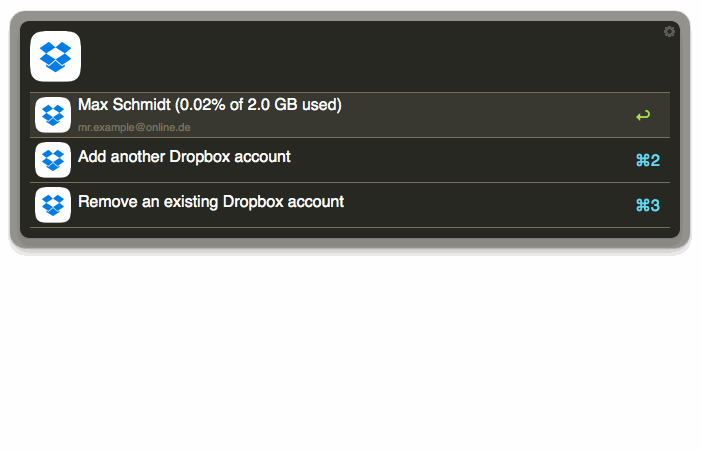 Max Schmidt (0.02% of 2.0 GB used)
mr.example@online.de
Add another Dropbox account
⌘2
Remove an existing Dropbox account
⌘3